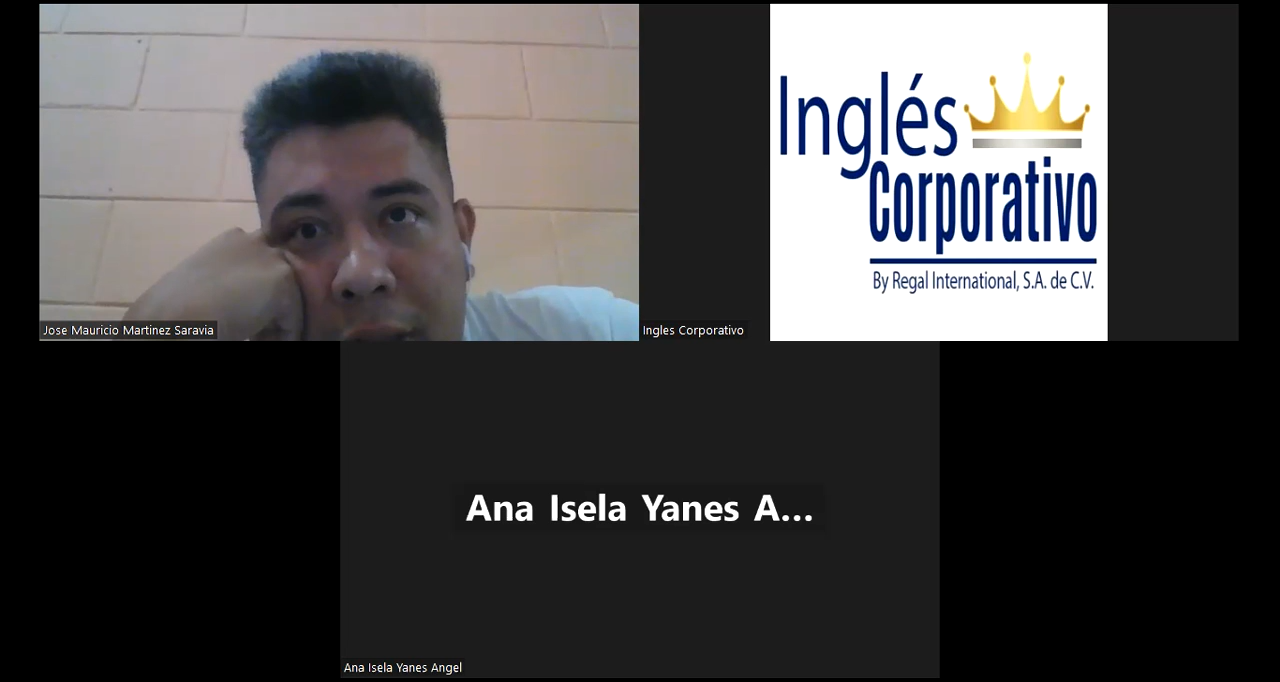 Inglés
Corporativo
By Regal International, S.A. de C.V.
Jose Mauricio Martinez Saravia
Ingles Corporativo
Ana Isela Yanes A...
Ana Isela Yanes Angel